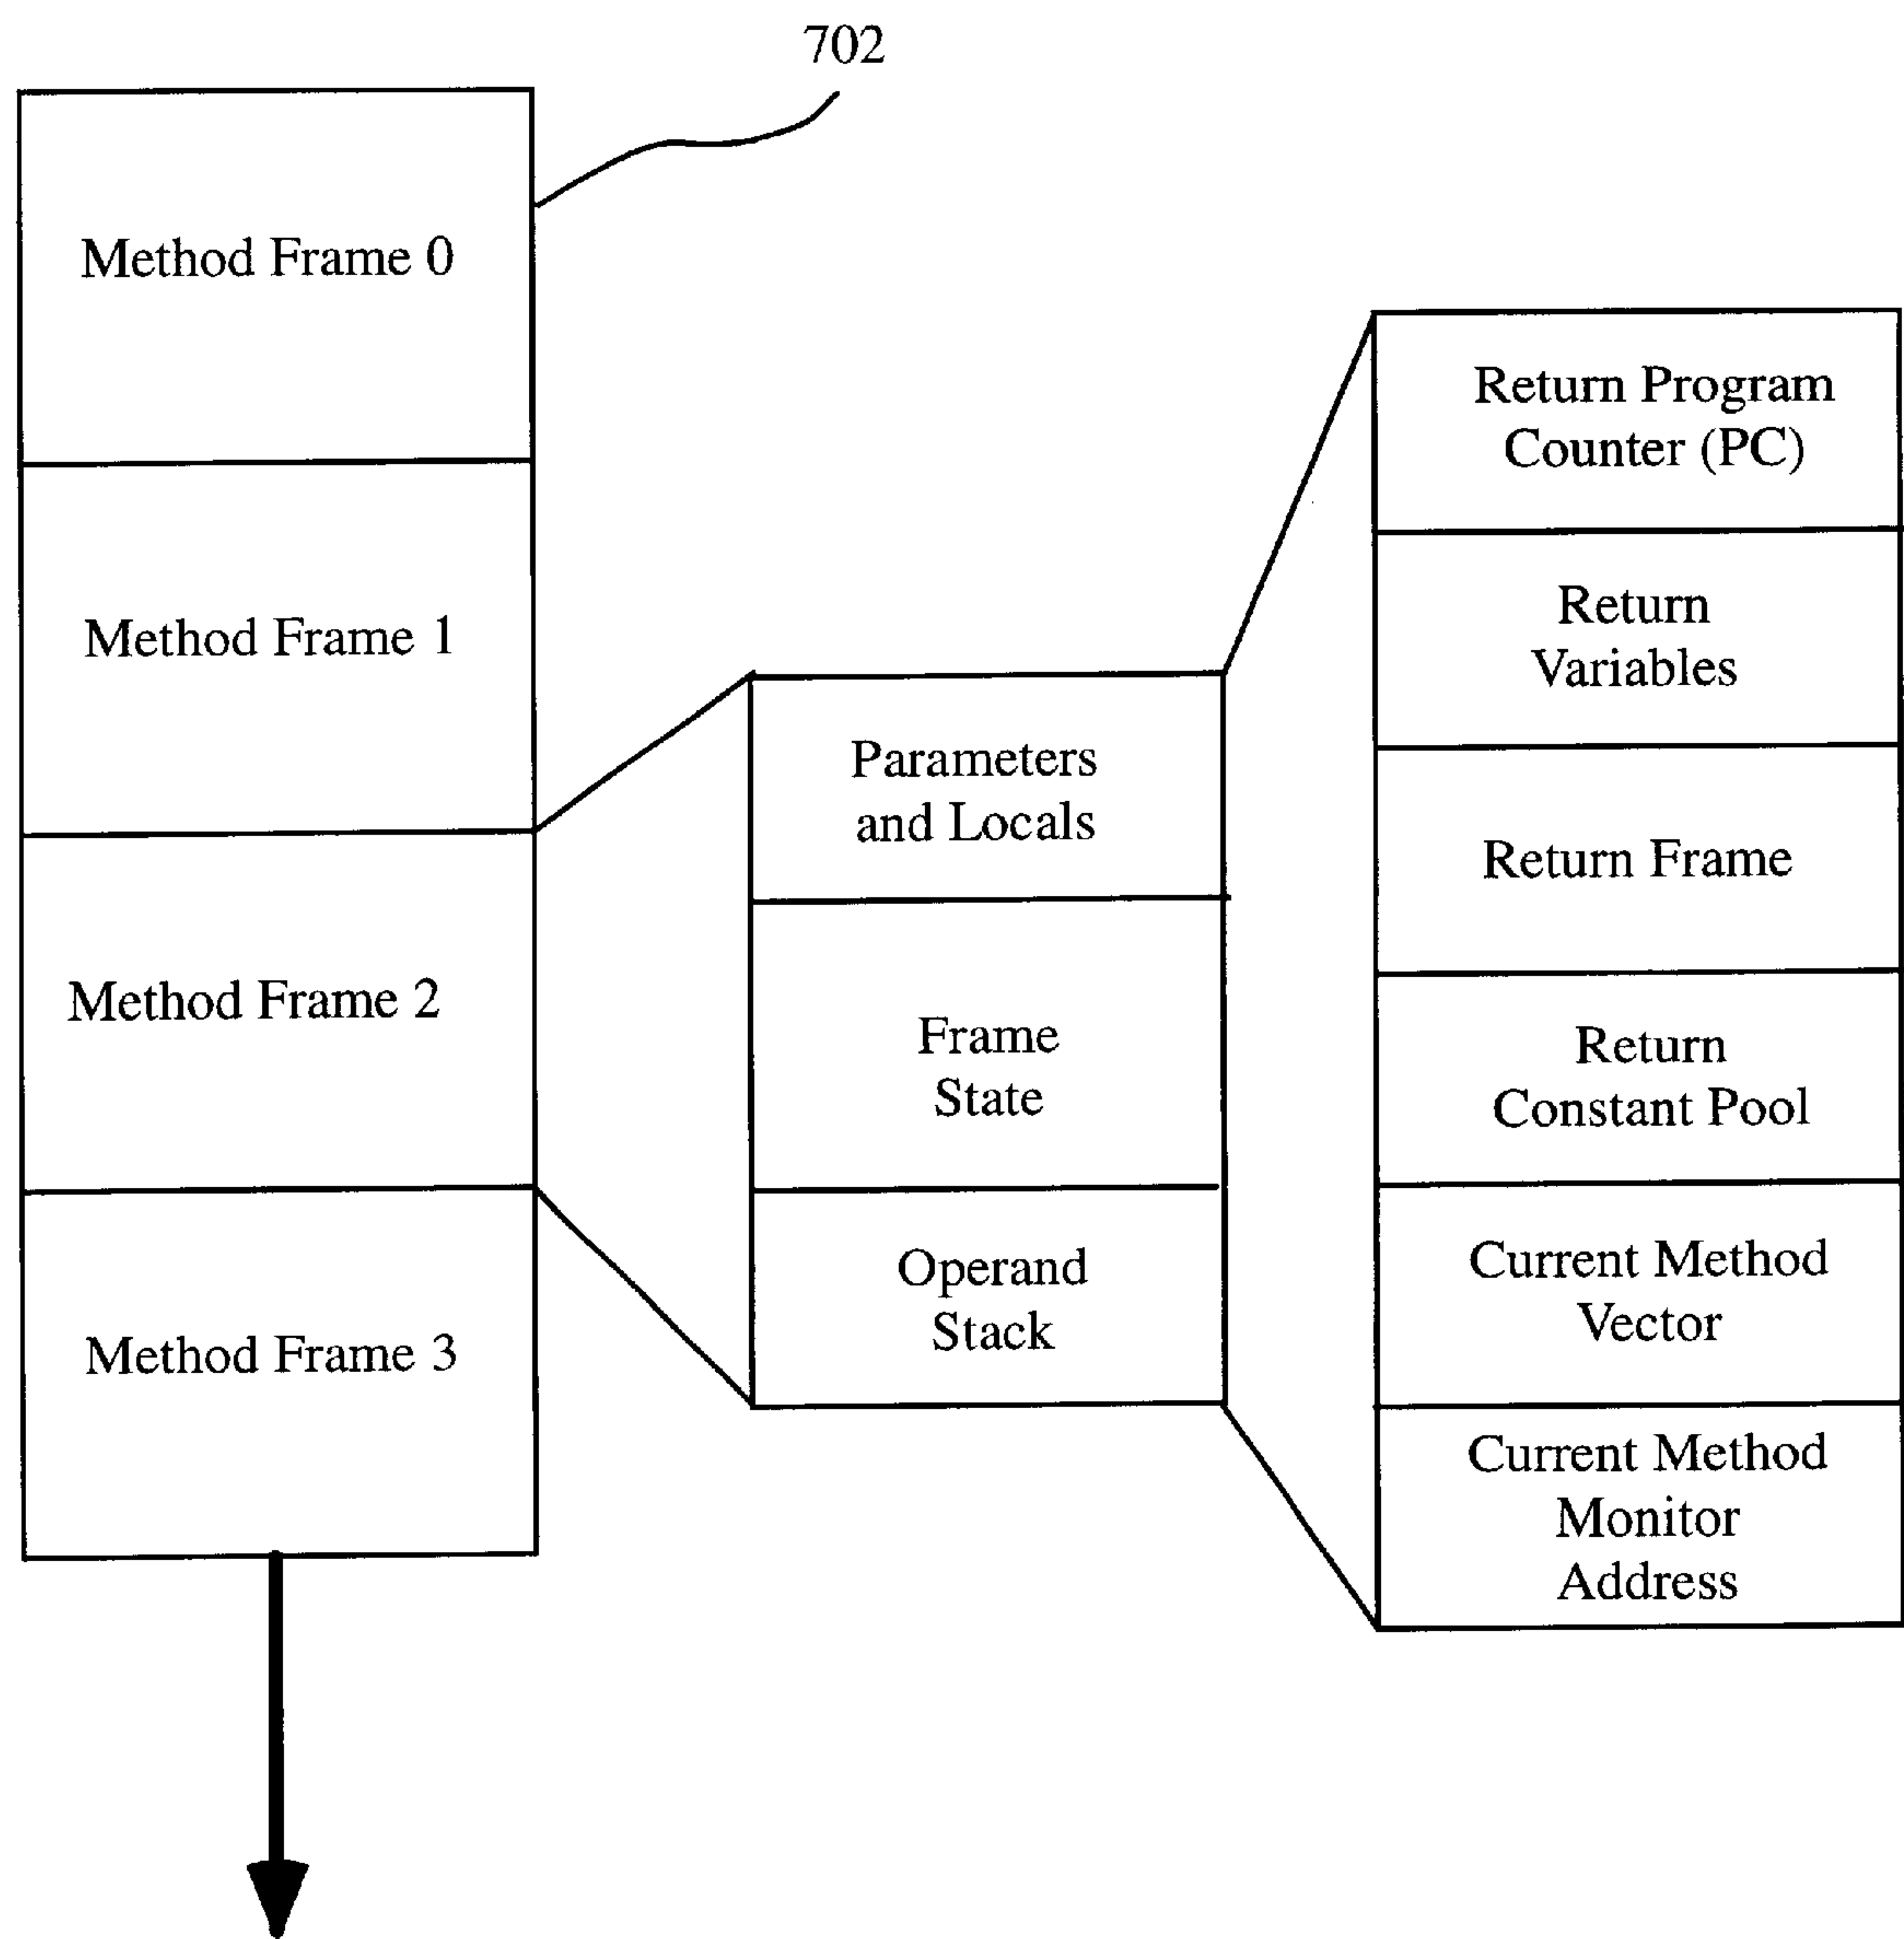 702
Method Frame 0
Method Frame 1
Method Frame 2
Method Frame 3
Parameters
and Locals
Frame
State
Operand
Stack
Return Program
Counter (PC)
Return
Variables
Return Frame
Return
Constant Pool
Current Method
Vector
Current Method
Monitor
Address